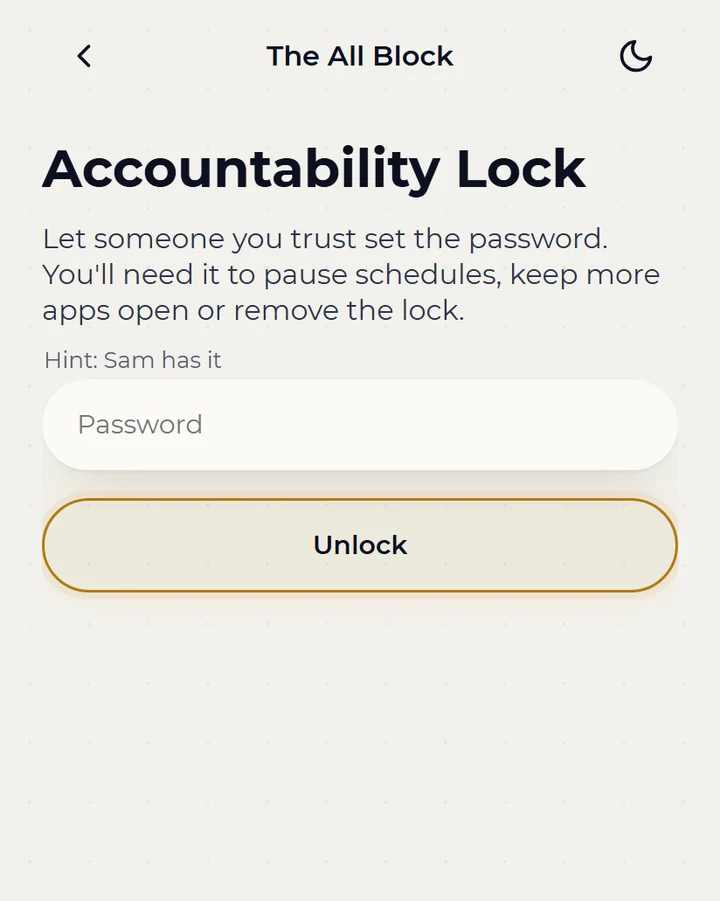 The All Block
Accountability Lock
Let someone you trust set the password.
You'll need it to pause schedules, keep more
apps open or remove the lock.
Hint: Sam has it
Password
Unlock